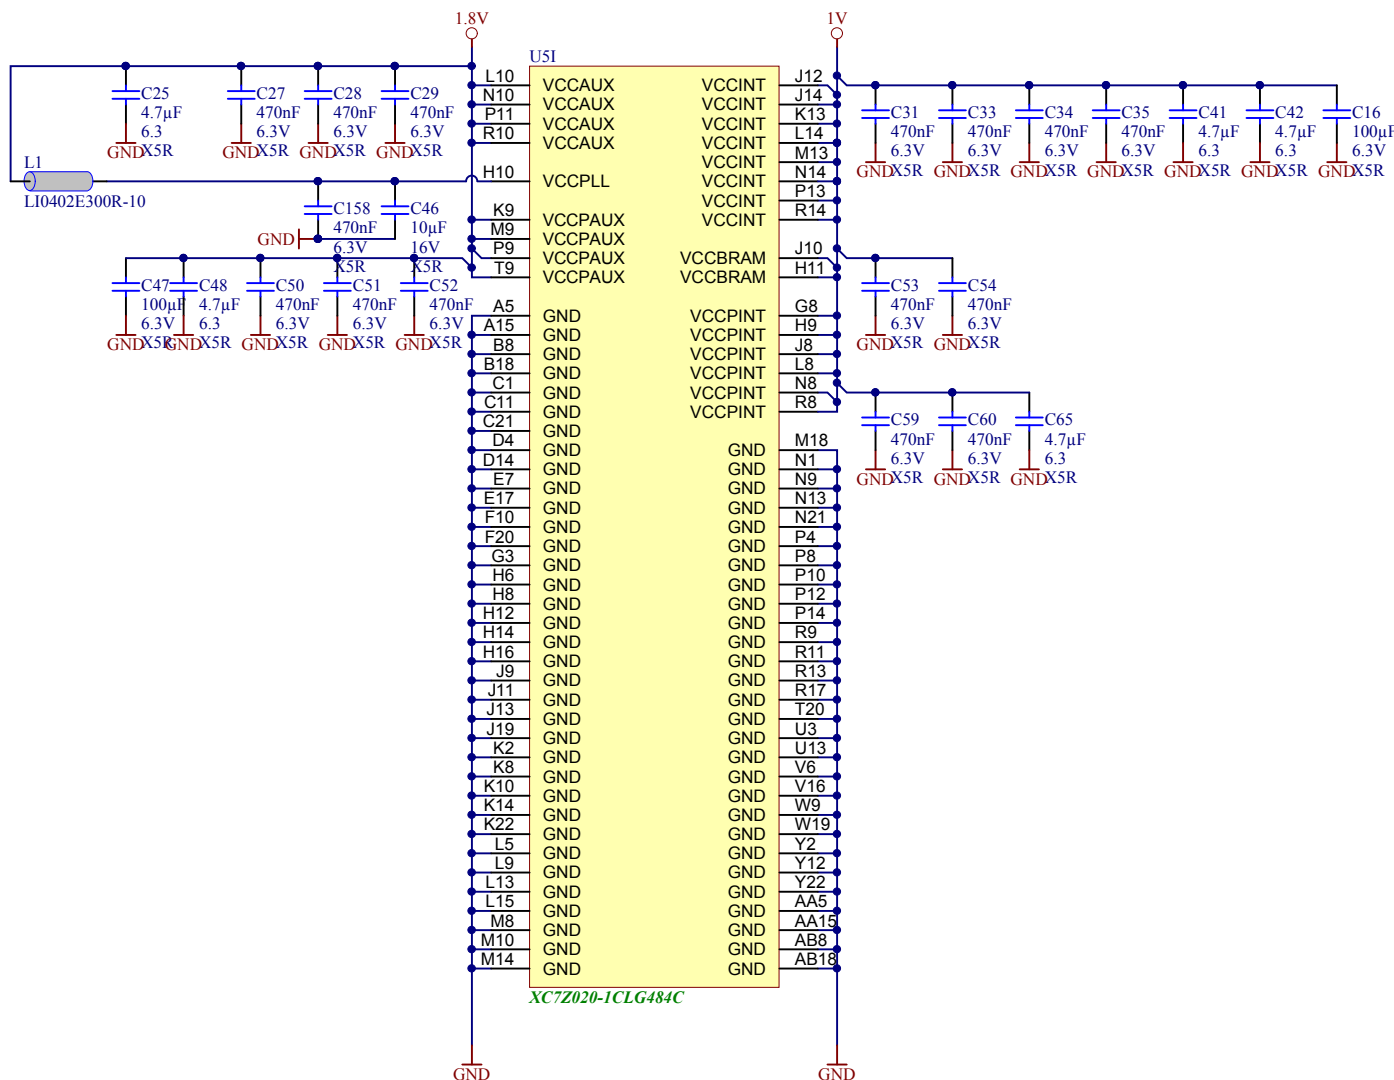 1.8V
1V
U5I
L10 VCCAUX
N10 VCCAUX
P11 VCCAUX
R10 VCCAUX
H10 VCCPLL
K9 VCCPAUX
M9 VCCPAUX
P9 VCCPAUX
T9 VCCPAUX
A5 GND
A15 GND
B8 GND
B18 GND
C1 GND
C11 GND
C21 GND
D4 GND
D14 GND
E7 GND
E17 GND
F10 GND
F20 GND
G3 GND
H6 GND
H8 GND
H12 GND
H14 GND
H16 GND
J9 GND
J11 GND
J13 GND
J19 GND
K2 GND
K8 GND
K10 GND
K14 GND
K22 GND
L5 GND
L9 GND
L13 GND
L15 GND
M8 GND
M10 GND
M14 GND
VCCINT J12
VCCINT J14
VCCINT K13
VCCINT L14
VCCINT M13
VCCINT N14
VCCINT P13
VCCINT R14
VCCBRAM J10
VCCBRAM H11
VCCPINT G8
VCCPINT H9
VCCPINT J8
VCCPINT L8
VCCPINT N8
VCCPINT R8
GND M18
GND N1
GND N9
GND N13
GND N21
GND P4
GND P8
GND P10
GND P12
GND P14
GND R9
GND R11
GND R13
GND R17
GND T20
GND U3
GND U13
GND V6
GND V16
GND W9
GND W19
GND Y2
GND Y12
GND Y22
GND AA5
GND AA15
GND AB8
GND AB18
XC7Z020-1CLG484C
GND
GND
C25
4.7µF
6.3
X5R
GND
C27
470nF
6.3V
X5R
GND
C28
470nF
6.3V
X5R
GND
C29
470nF
6.3V
X5R
GND
L1
LI0402E300R-10
C158
470nF
6.3V
X5R
C46
10µF
16V
X5R
GND
C47
100µF
6.3V
X5R
GND
C48
4.7µF
6.3
X5R
GND
C50
470nF
6.3V
X5R
GND
C51
470nF
6.3V
X5R
GND
C52
470nF
6.3V
X5R
GND
C31
470nF
6.3V
X5R
GND
C33
470nF
6.3V
X5R
GND
C34
470nF
6.3V
X5R
GND
C35
470nF
6.3V
X5R
GND
C41
4.7µF
6.3
X5R
GND
C42
4.7µF
6.3
X5R
GND
C16
100µF
6.3V
X5R
GND
C53
470nF
6.3V
X5R
GND
C54
470nF
6.3V
X5R
GND
C59
470nF
6.3V
X5R
GND
C60
470nF
6.3V
X5R
GND
C65
4.7µF
6.3
X5R
GND